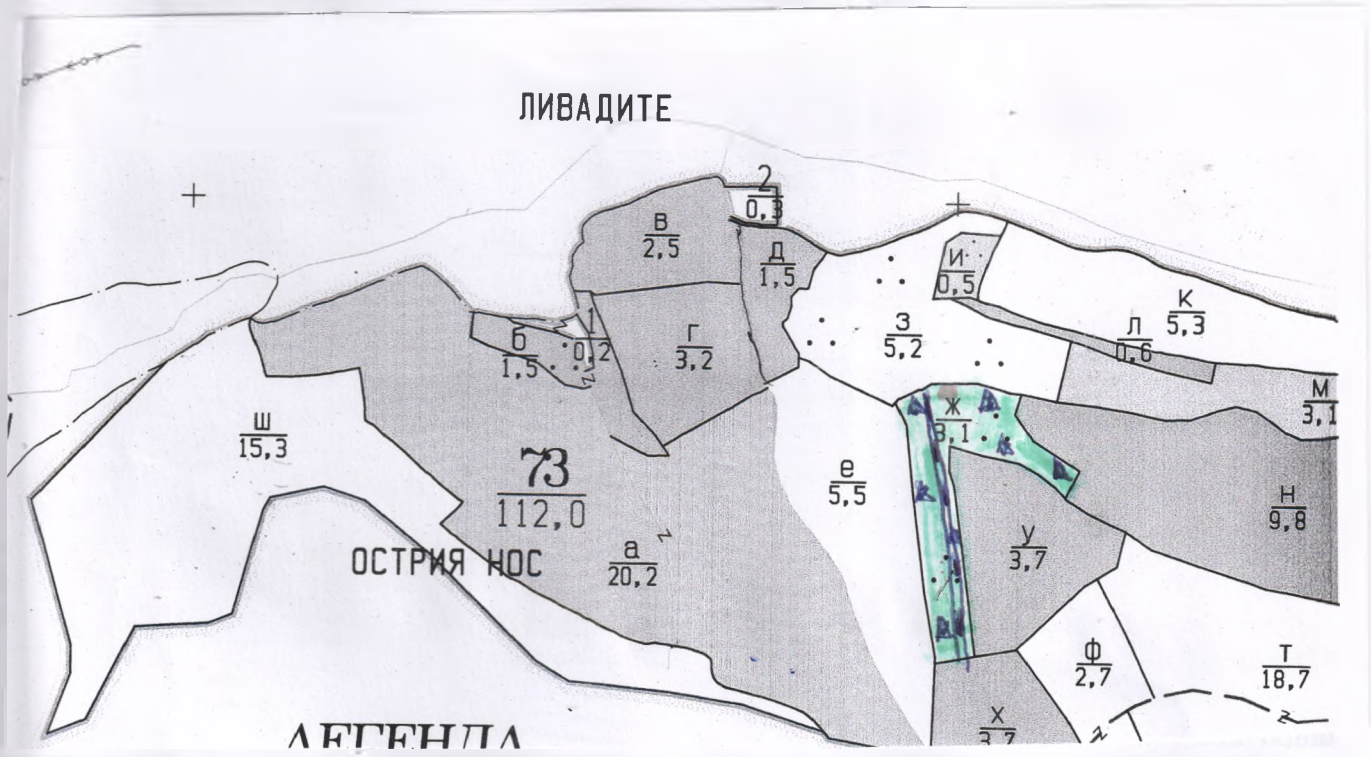 ЛИВАДИТЕ
2
0,3
в
2,5
д
1,5
и
0,5
к
5,3
з
5,2
л
0,6
1
0,2
б
1,5
г
3,2
м
3,1
ж
3,1
ш
15,3
73
112,0
е
5,5
н
9,8
у
3,7
ОСТРИЯ НОС
а
20,2
ф
2,7
т
18,7
х
3,7
ЛЕГЕНДА